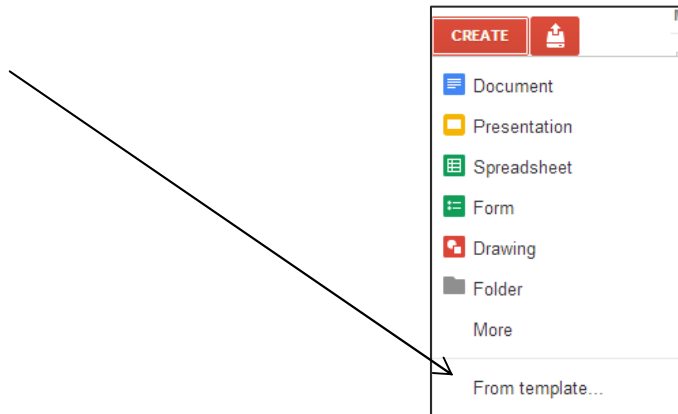 CREATE
Document
Presentation
Spreadsheet
Form
Drawing
Folder
More
From template...